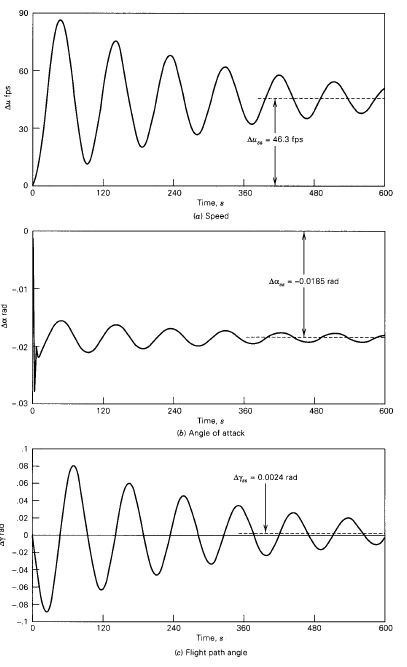 90
60
30
0
Δu fps
Δu_ss = 46.3 fps
0 120 240 360 480 600
Time, s
(a) Speed
0
-.01
-.02
-.03
Δα rad
Δα_ss = -0.0185 rad
0 120 240 360 480 600
Time, s
(b) Angle of attack
.1
.08
.06
.04
.02
0
-.02
-.04
-.06
-.08
-.1
Δγ rad
Δγ_ss = 0.0024 rad
0 120 240 360 480 600
Time, s
(c) Flight path angle